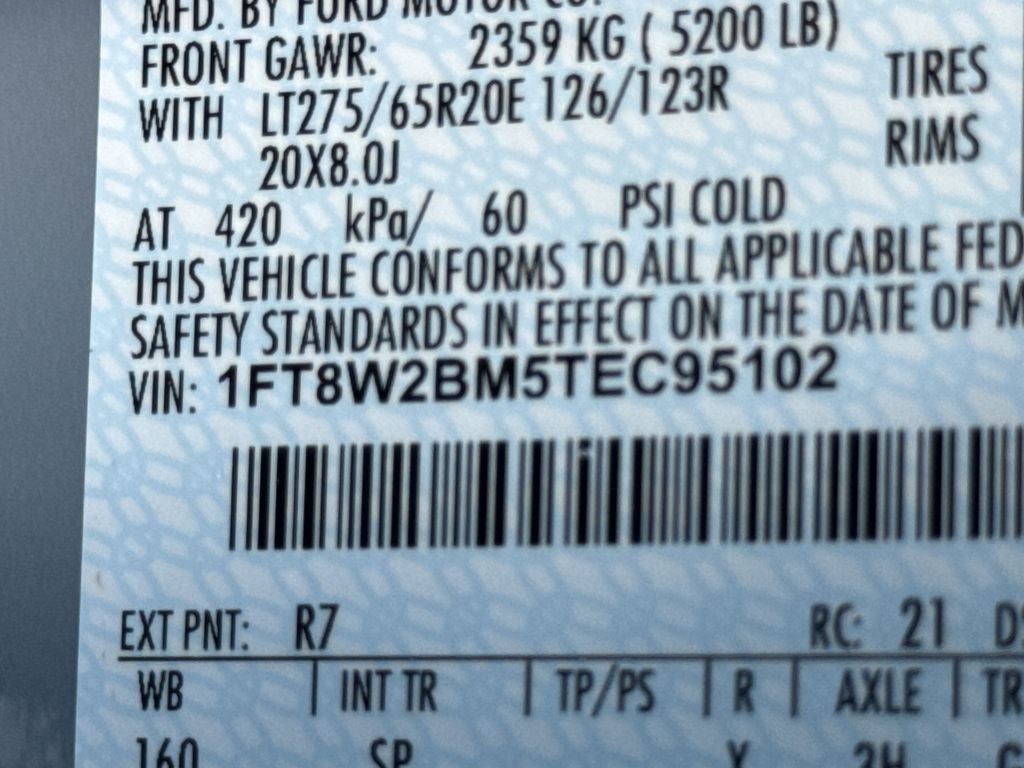 MFD. BY FORD MOTOR CO.
FRONT GAWR: 2359 KG ( 5200 LB)
WITH LT275/65R20E 126/123R TIRES
20X8.0J RIMS
AT 420 kPa/ 60 PSI COLD
THIS VEHICLE CONFORMS TO ALL APPLICABLE FED
SAFETY STANDARDS IN EFFECT ON THE DATE OF M
VIN: 1FT8W2BM5TEC95102
EXT PNT: R7 RC: 21
WB INT TR TP/PS R AXLE TR
160 SP Y 3H